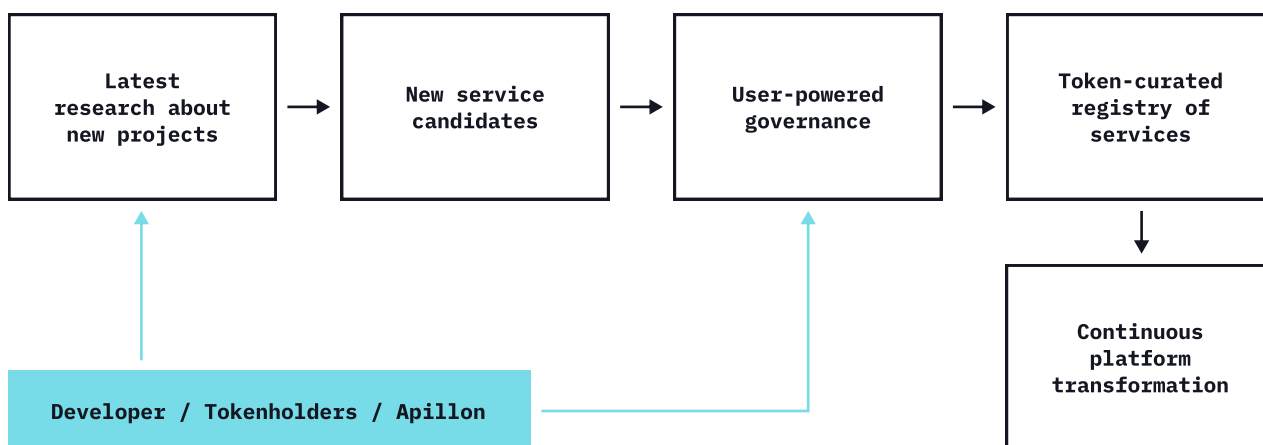 Latest
research about
new projects
New service
candidates
User-powered
governance
Token-curated
registry of
services
Continuous
platform
transformation
Developer / Tokenholders / Apillon